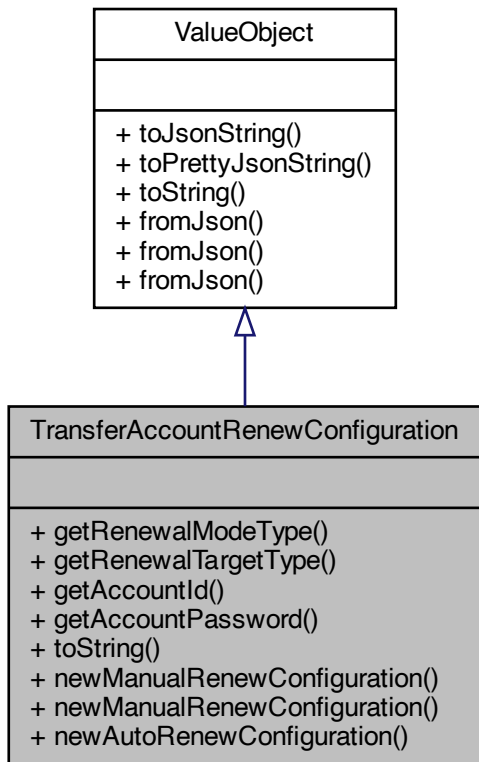 ValueObject
+ toJsonString()
+ toPrettyJsonString()
+ toString()
+ fromJson()
+ fromJson()
+ fromJson()
TransferAccountRenewConfiguration
+ getRenewalModeType()
+ getRenewalTargetType()
+ getAccountId()
+ getAccountPassword()
+ toString()
+ newManualRenewConfiguration()
+ newManualRenewConfiguration()
+ newAutoRenewConfiguration()